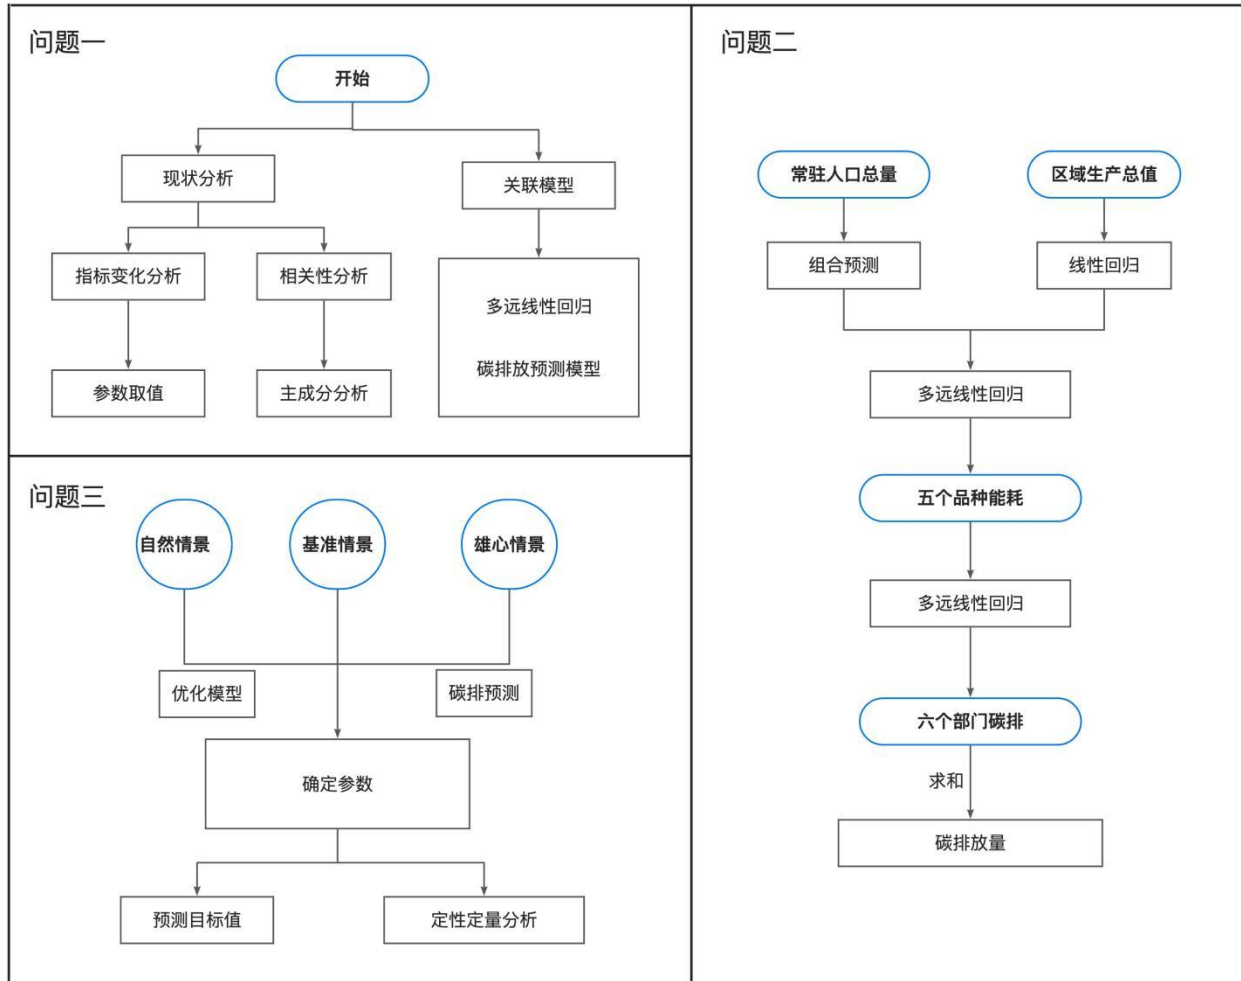 问题一
开始
现状分析
关联模型
指标变化分析
相关性分析
多远线性回归
碳排放预测模型
参数取值
主成分分析
问题二
常驻人口总量
区域生产总值
组合预测
线性回归
多远线性回归
五个品种能耗
多远线性回归
六个部门碳排
求和
碳排放量
问题三
自然情景
基准情景
雄心情景
优化模型
碳排预测
确定参数
预测目标值
定性定量分析